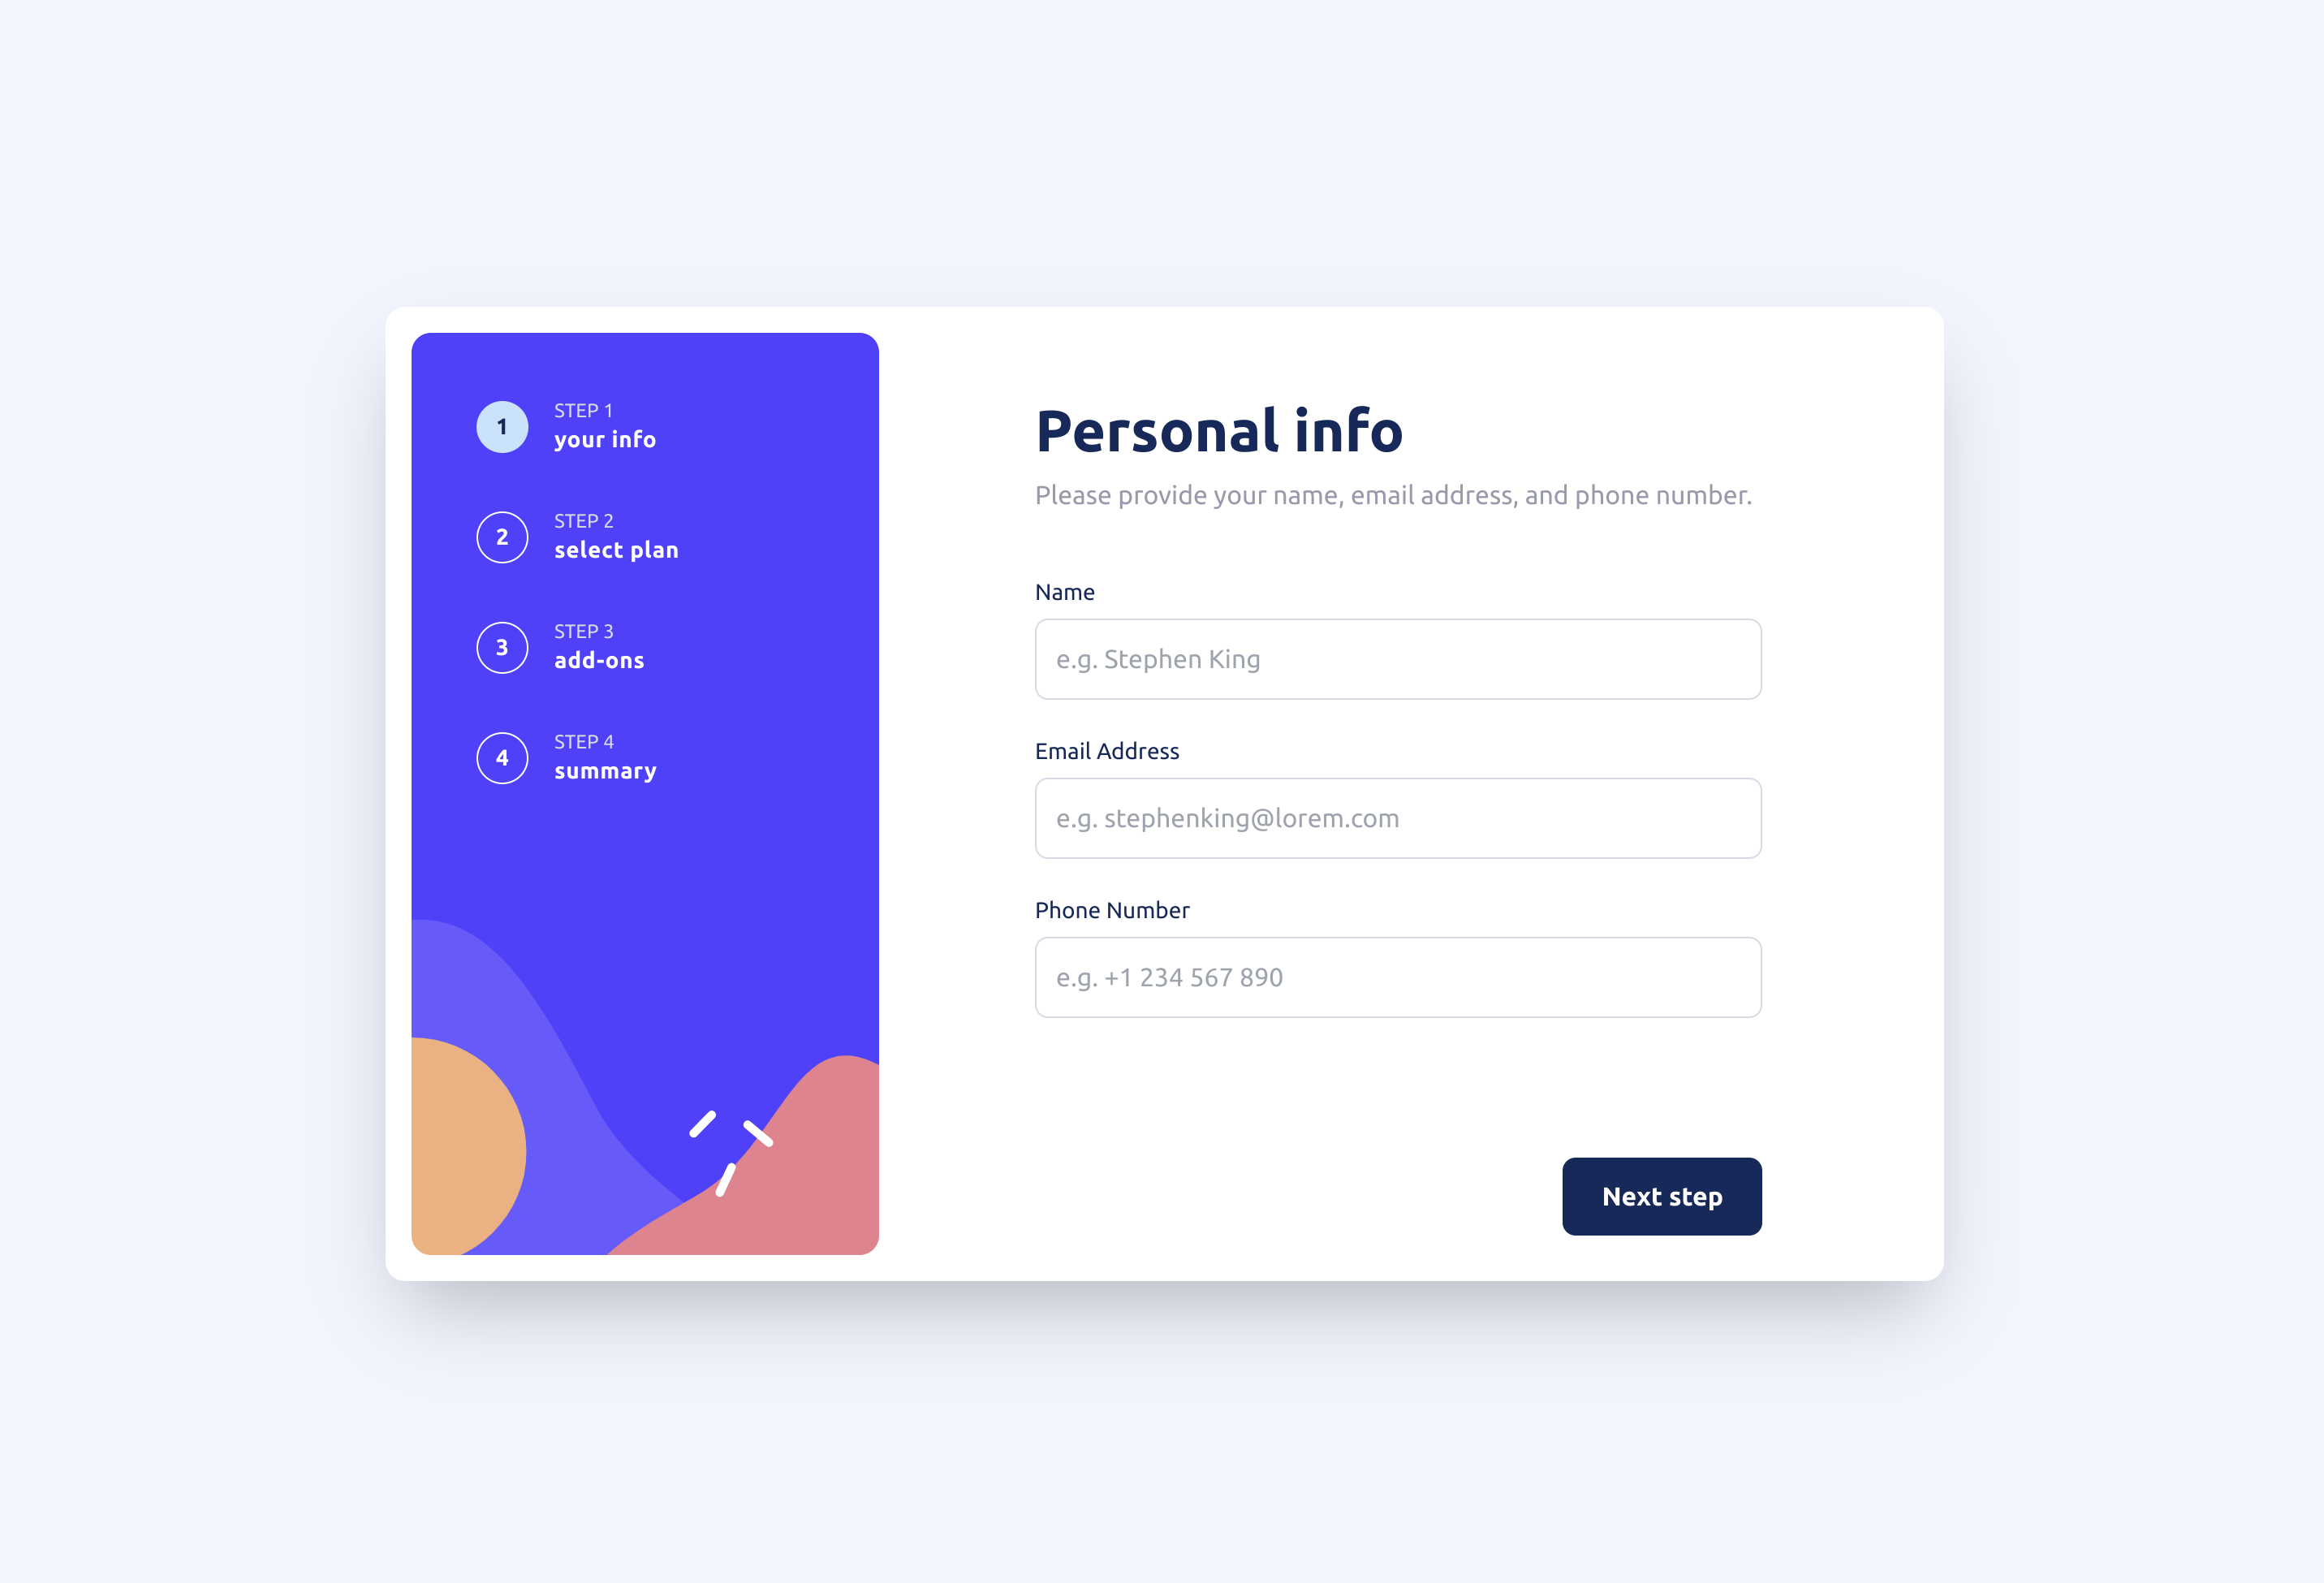 1
STEP 1
your info
2
STEP 2
select plan
3
STEP 3
add-ons
4
STEP 4
summary
Personal info
Please provide your name, email address, and phone number.
Name
e.g. Stephen King
Email Address
e.g. stephenking@lorem.com
Phone Number
e.g. +1 234 567 890
Next step